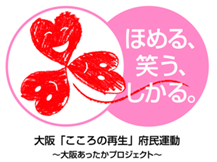 ほめる、
笑う、
しかる。
大阪「こころの再生」府民運動
～大阪あったかプロジェクト～